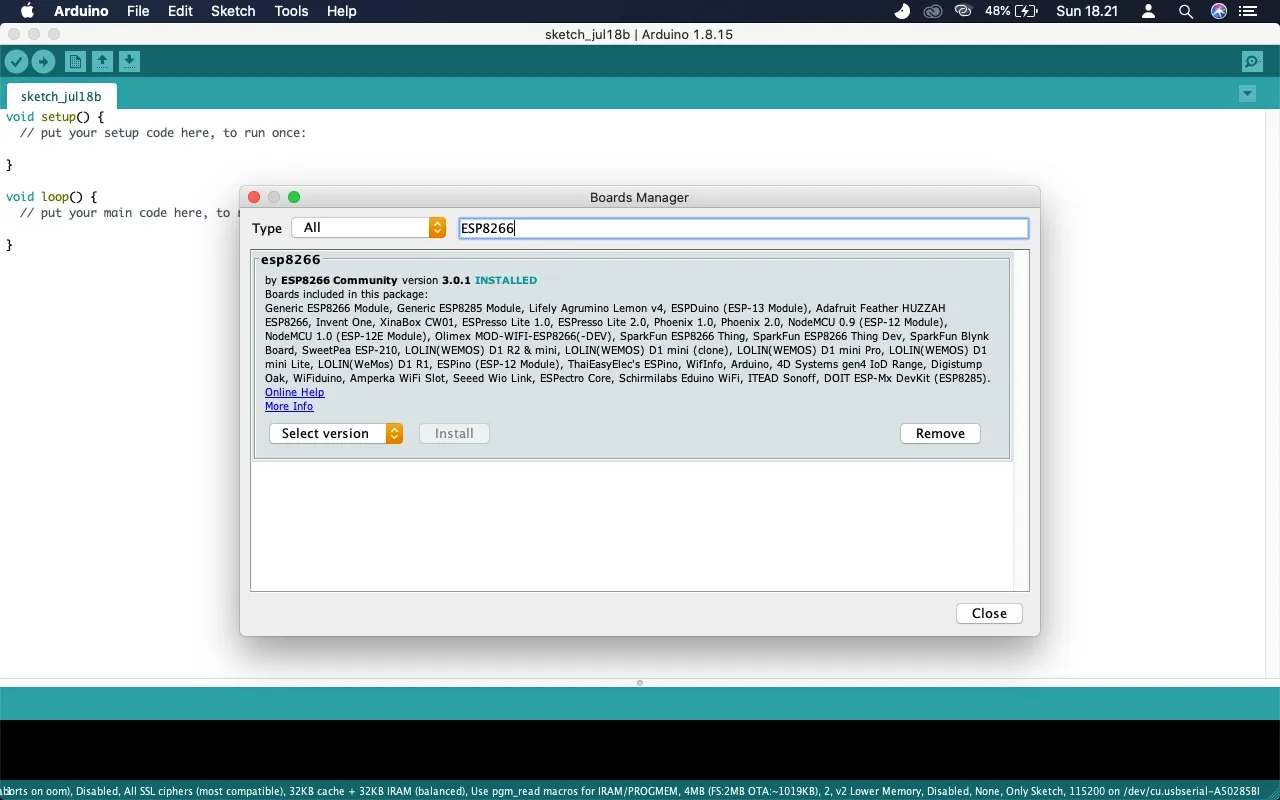 Arduino File Edit Sketch Tools Help 48% Sun 18.21
sketch_jul18b | Arduino 1.8.15
sketch_jul18b
void setup() {
// put your setup code here, to run once:
}
void loop() {
// put your main code here, to
}
Boards Manager
Type All ESP8266
esp8266
by ESP8266 Community version 3.0.1 INSTALLED
Boards included in this package:
Generic ESP8266 Module, Generic ESP8285 Module, Lifely Agrumino Lemon v4, ESPDuino (ESP-13 Module), Adafruit Feather HUZZAH
ESP8266, Invent One, XinaBox CW01, ESPresso Lite 1.0, ESPresso Lite 2.0, Phoenix 1.0, Phoenix 2.0, NodeMCU 0.9 (ESP-12 Module),
NodeMCU 1.0 (ESP-12E Module), Olimex MOD-WIFI-ESP8266(-DEV), SparkFun ESP8266 Thing, SparkFun ESP8266 Thing Dev, SparkFun Blynk
Board, SweetPea ESP-210, LOLIN(WEMOS) D1 R2 & mini, LOLIN(WEMOS) D1 mini (clone), LOLIN(WEMOS) D1 mini Pro, LOLIN(WEMOS) D1
mini Lite, LOLIN(WeMos) D1 R1, ESPino (ESP-12 Module), ThaiEasyElec's ESPino, WifInfo, Arduino, 4D Systems gen4 IoD Range, Digistump
Oak, WiFiduino, Amperka WiFi Slot, Seeed Wio Link, ESPectro Core, Schirmilabs Eduino WiFi, ITEAD Sonoff, DOIT ESP-Mx DevKit (ESP8285).
Online Help
More Info
Select version Install Remove
Close
on oom), Disabled, All SSL ciphers (most compatible), 32KB cache + 32KB IRAM (balanced), Use pgm_read macros for IRAM/PROGMEM, 4MB (FS:2MB OTA:~1019KB), 2, v2 Lower Memory, Disabled, None, Only Sketch, 115200 on /dev/cu.usbserial-A50285BI